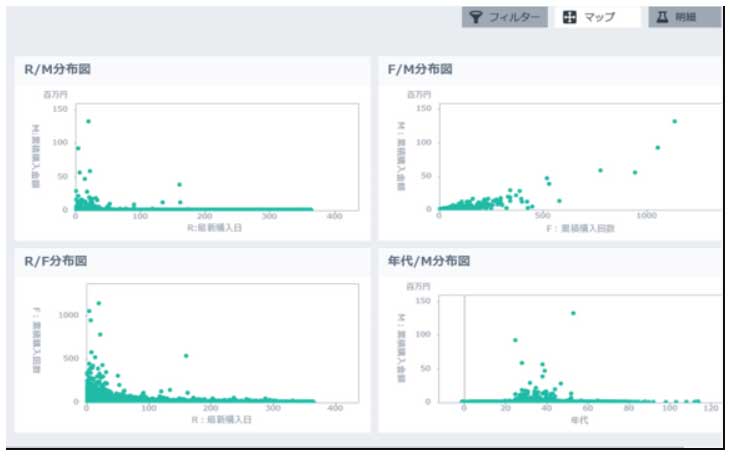 フィルター
マップ
明細
R/M分布図
百万円
150
100
50
0
M:累積購入金額
0
100
200
300
400
R:最新購入日
F/M分布図
百万円
150
100
50
0
M：累積購入金額
0
500
1000
F：累積購入回数
R/F分布図
1000
500
0
F：累積購入回数
0
100
200
300
400
R：最新購入日
年代/M分布図
百万円
150
100
50
0
M：累積購入金額
0
20
40
60
80
100
120
年代